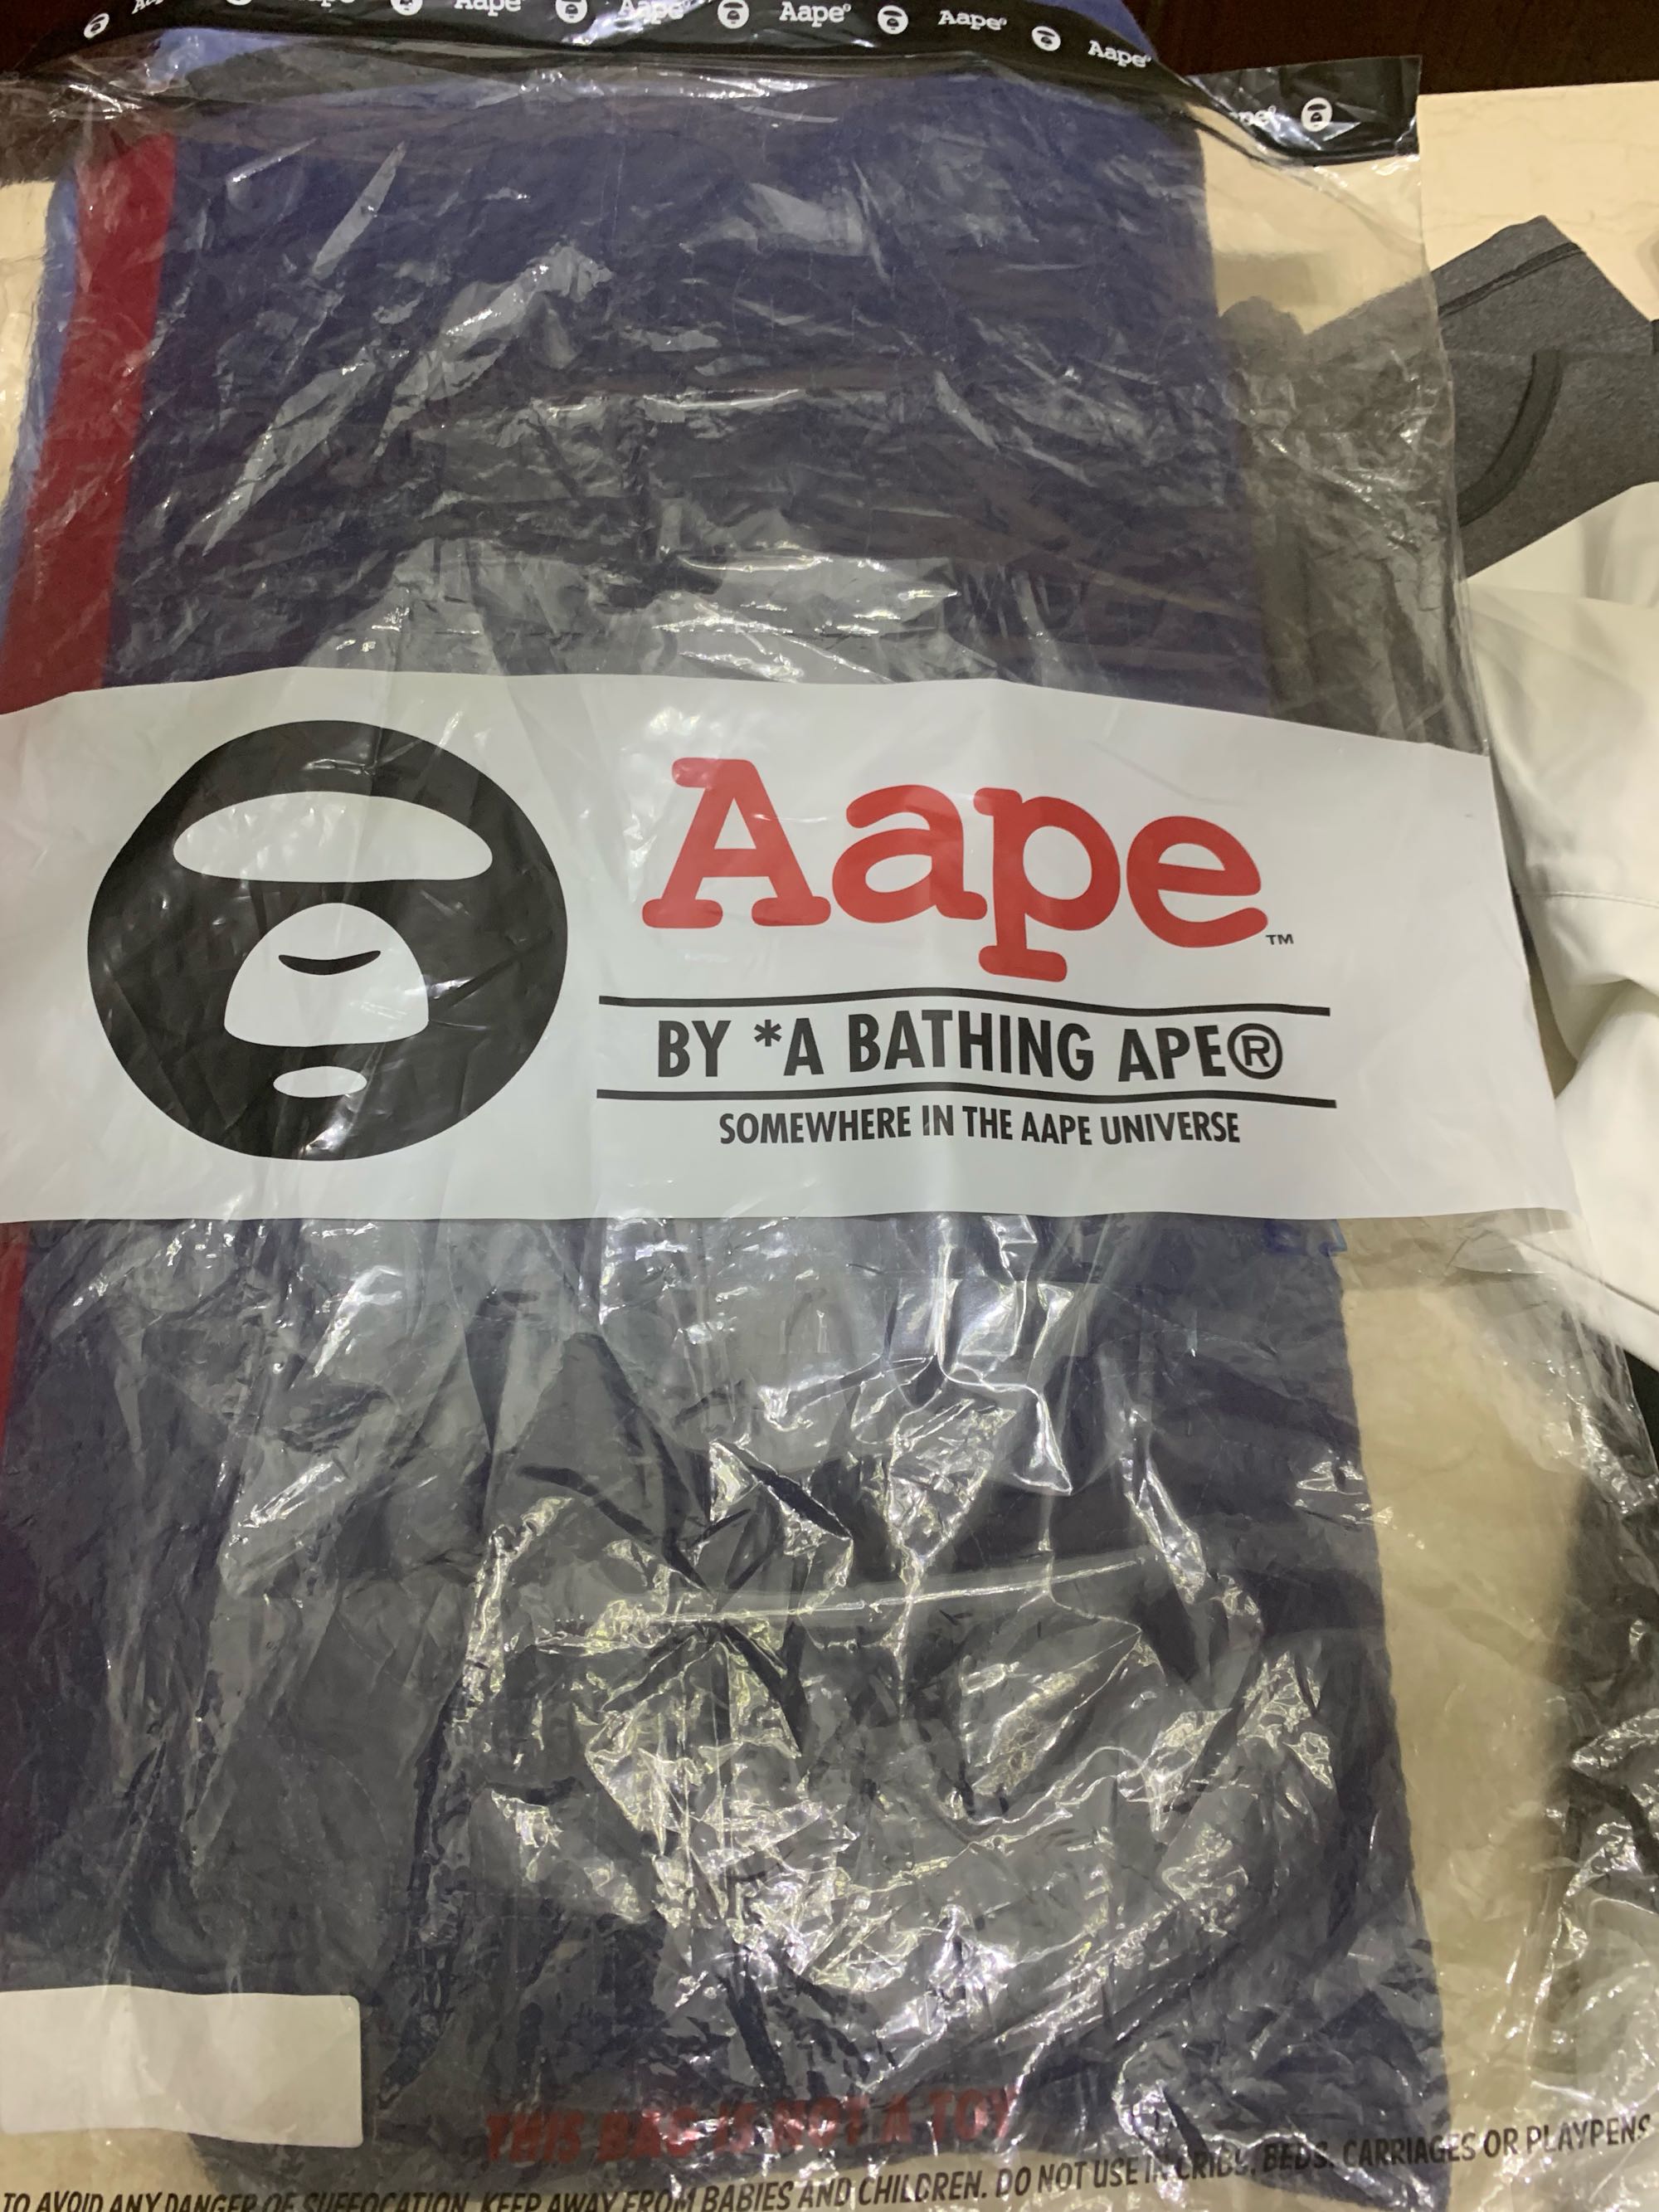 Aape Aape Aape Aape Aape
Aape
™
BY *A BATHING APE®
SOMEWHERE IN THE AAPE UNIVERSE
THIS BAG IS NOT A TOY
TO AVOID ANY DANGER OF SUFFOCATION, KEEP AWAY FROM BABIES AND CHILDREN. DO NOT USE IN CRIBS, BEDS, CARRIAGES OR PLAYPENS